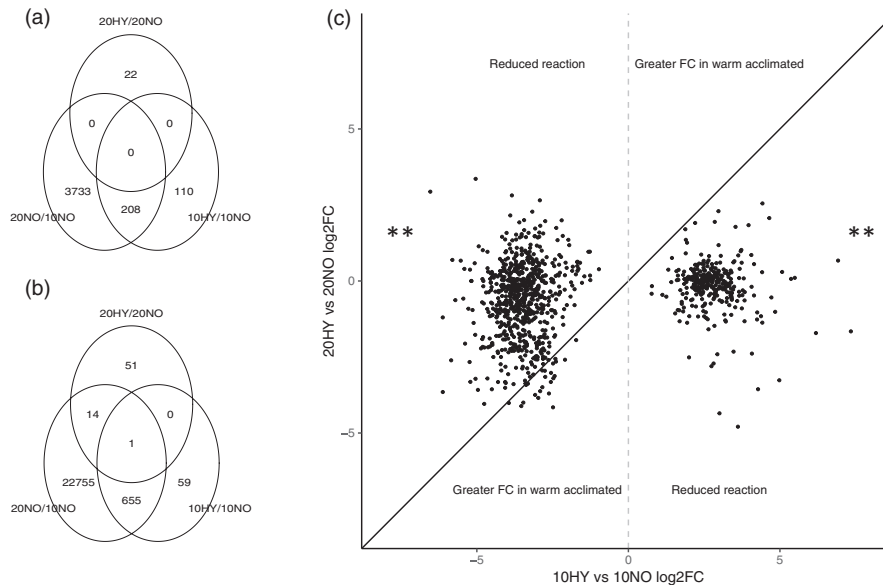 (a)
20HY/20NO
22
0
0
0
3733
110
208
20NO/10NO
10HY/10NO
(b)
20HY/20NO
51
14
0
1
22755
59
655
20NO/10NO
10HY/10NO
(c)
Reduced reaction
Greater FC in warm acclimated
5
**
**
0
20HY vs 20NO log2FC
−5
Greater FC in warm acclimated
Reduced reaction
−5
0
5
10HY vs 10NO log2FC